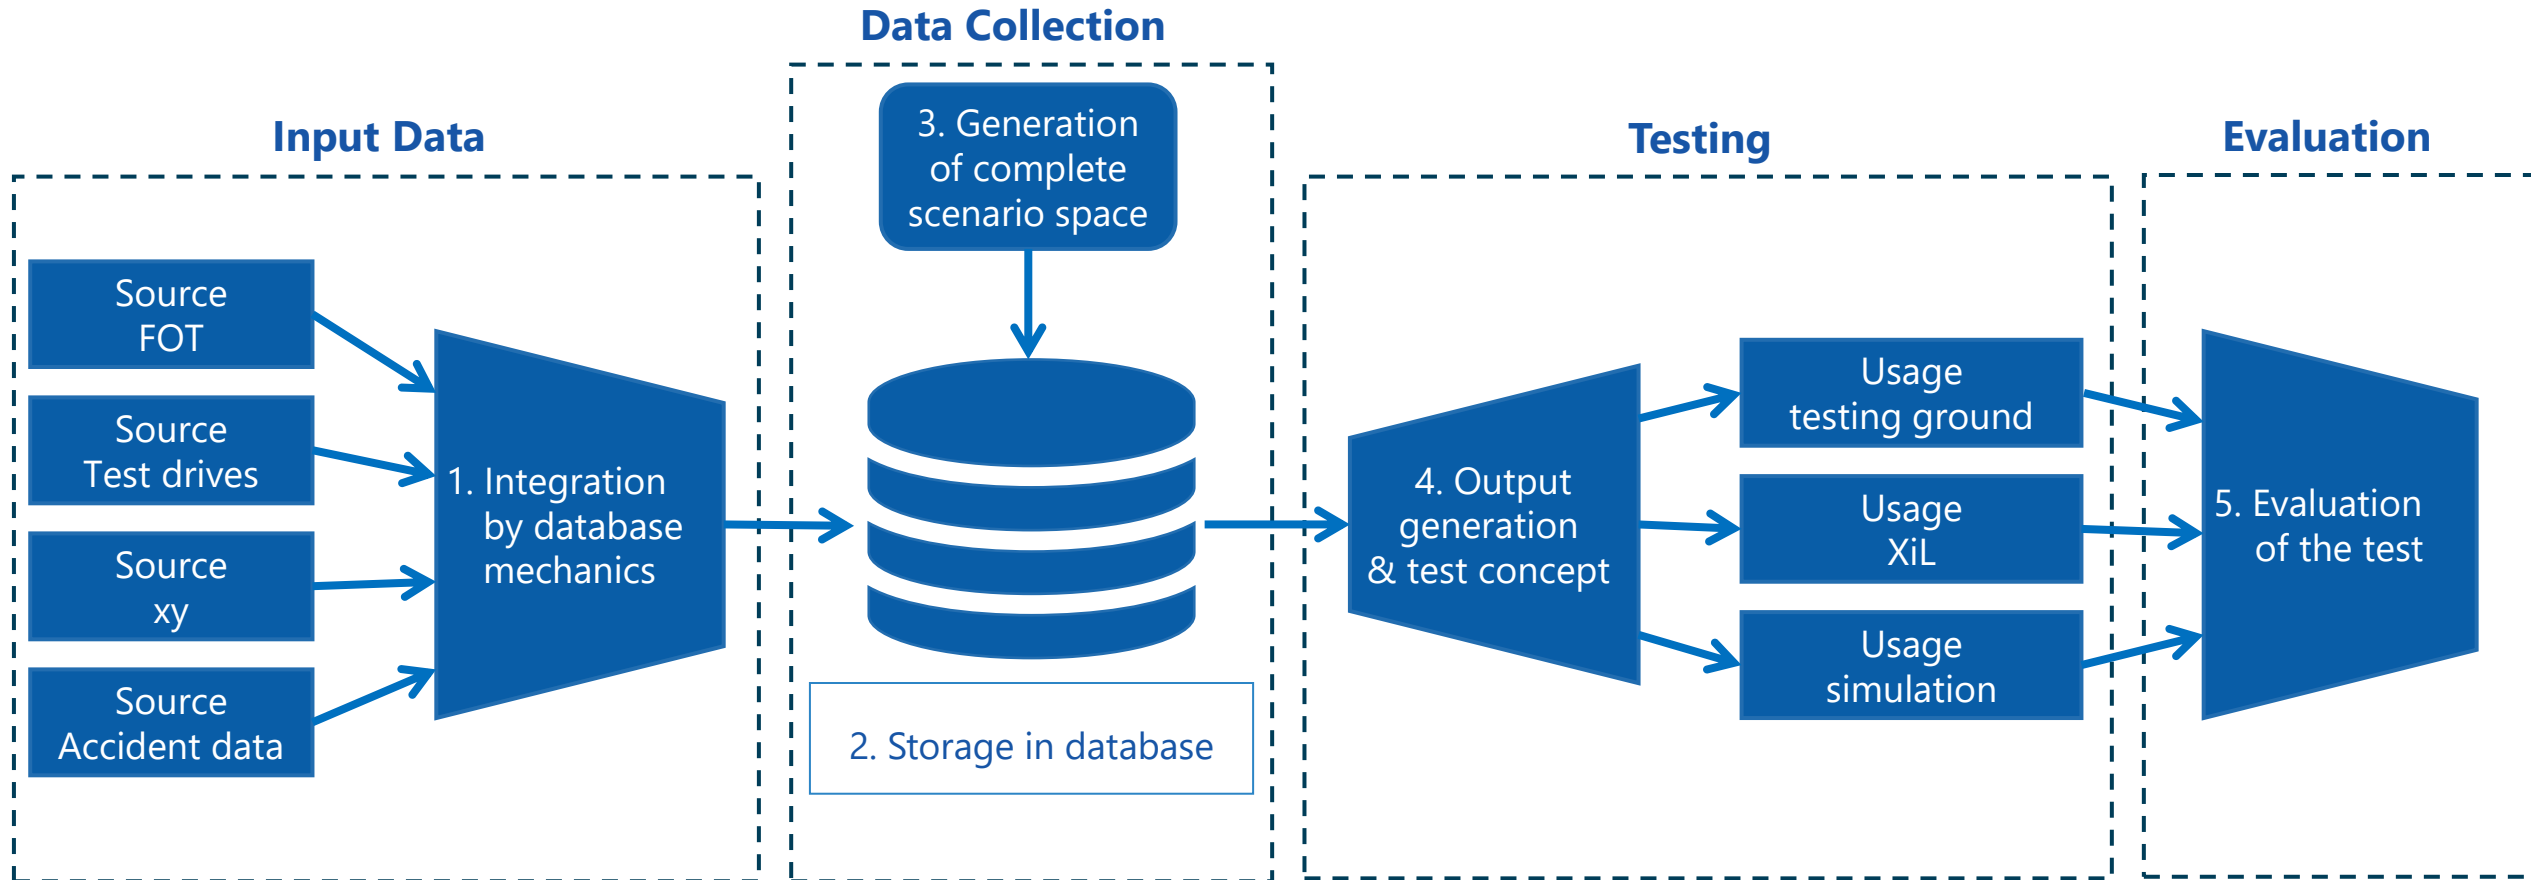 Input Data
Source
FOT
Source
Test drives
Source
xy
Source
Accident data
1. Integration
by database
mechanics
Data Collection
3. Generation
of complete
scenario space
2. Storage in database
Testing
4. Output
generation
& test concept
Usage
testing ground
Usage
XiL
Usage
simulation
Evaluation
5. Evaluation
of the test